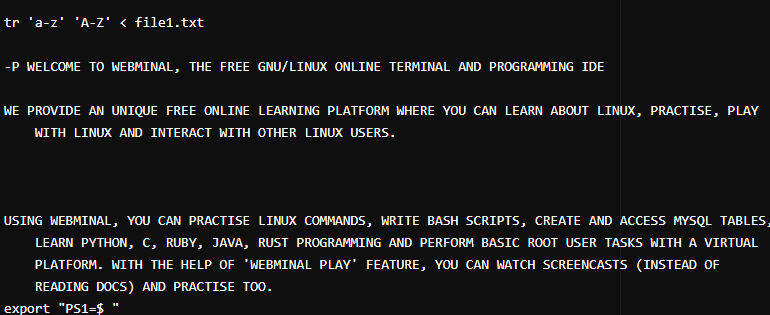 tr 'a-z' 'A-Z' < file1.txt
-P WELCOME TO WEBMINAL, THE FREE GNU/LINUX ONLINE TERMINAL AND PROGRAMMING IDE
WE PROVIDE AN UNIQUE FREE ONLINE LEARNING PLATFORM WHERE YOU CAN LEARN ABOUT LINUX, PRACTISE, PLAY
WITH LINUX AND INTERACT WITH OTHER LINUX USERS.
USING WEBMINAL, YOU CAN PRACTISE LINUX COMMANDS, WRITE BASH SCRIPTS, CREATE AND ACCESS MYSQL TABLES,
LEARN PYTHON, C, RUBY, JAVA, RUST PROGRAMMING AND PERFORM BASIC ROOT USER TASKS WITH A VIRTUAL
PLATFORM. WITH THE HELP OF 'WEBMINAL PLAY' FEATURE, YOU CAN WATCH SCREENCASTS (INSTEAD OF
READING DOCS) AND PRACTISE TOO.
export "PS1=$ "